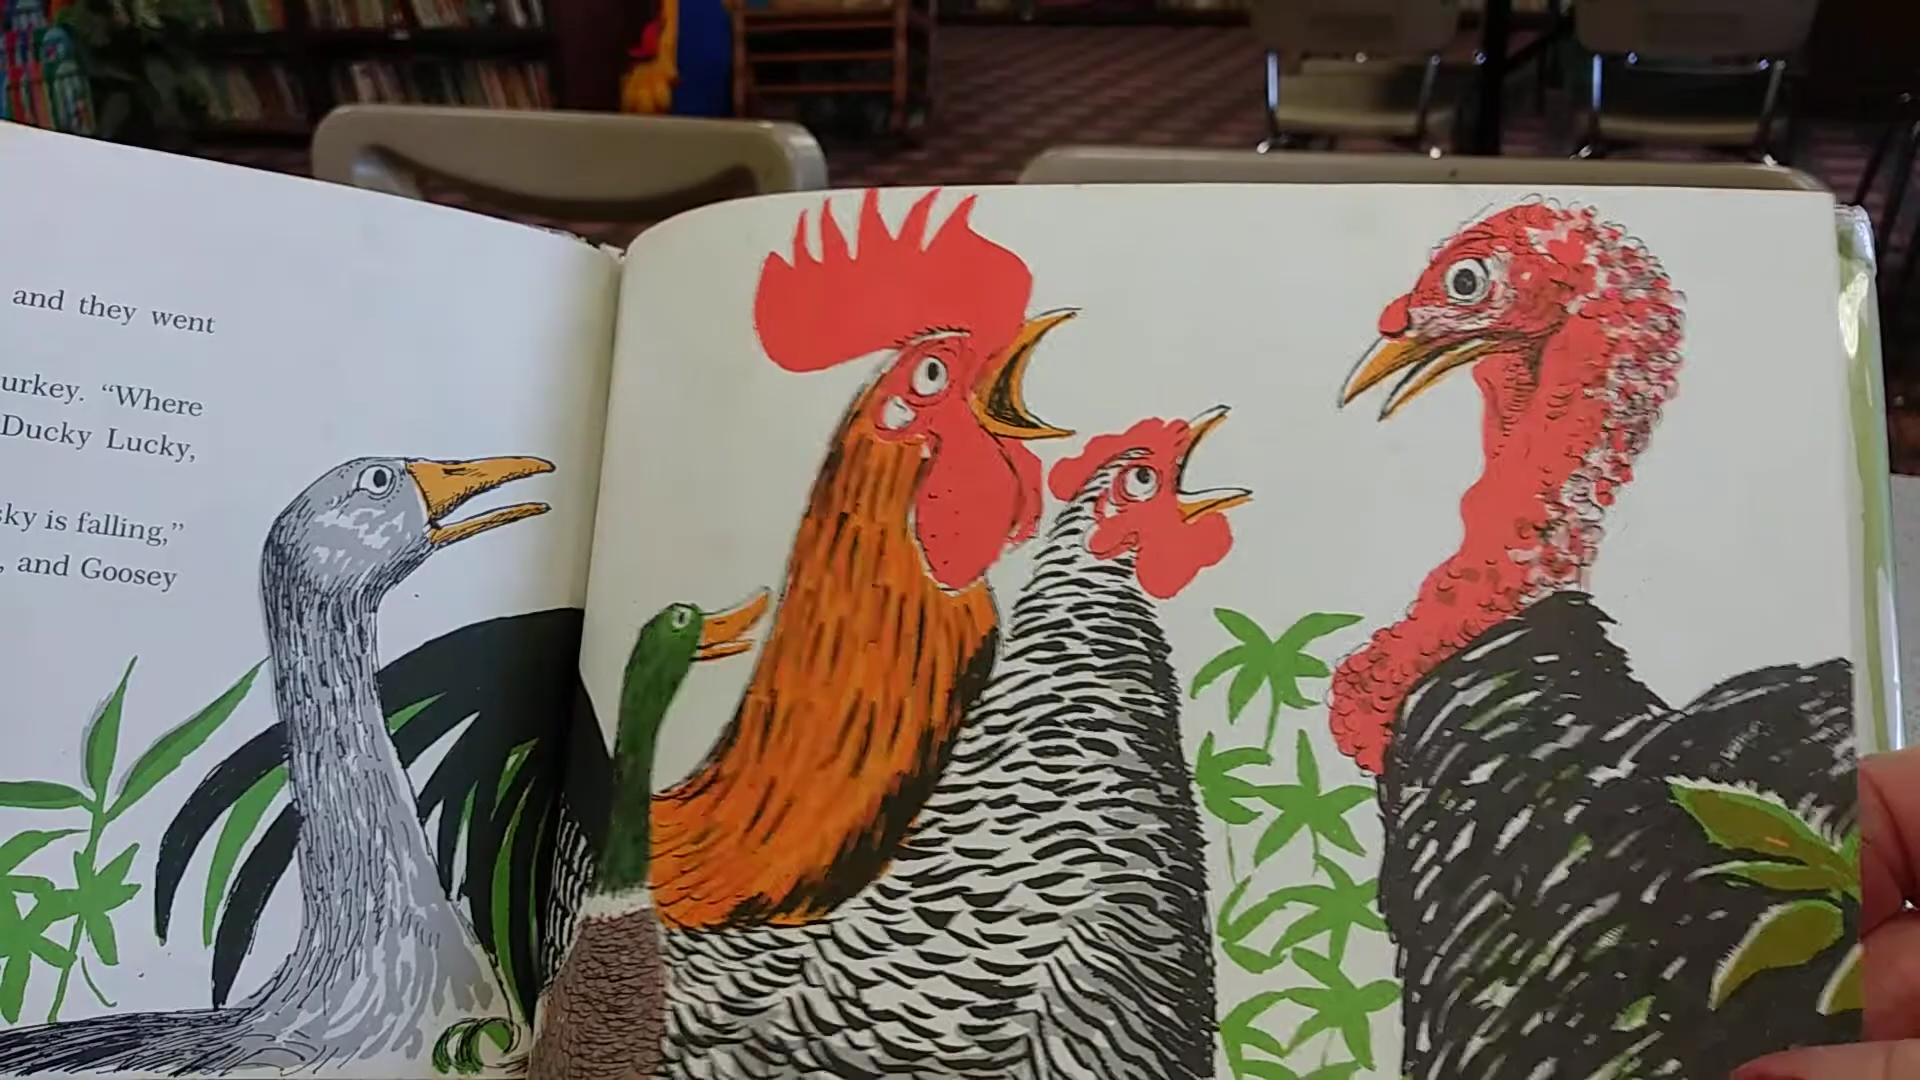 and they went
urkey. “Where
Ducky Lucky,
sky is falling,”
, and Goosey